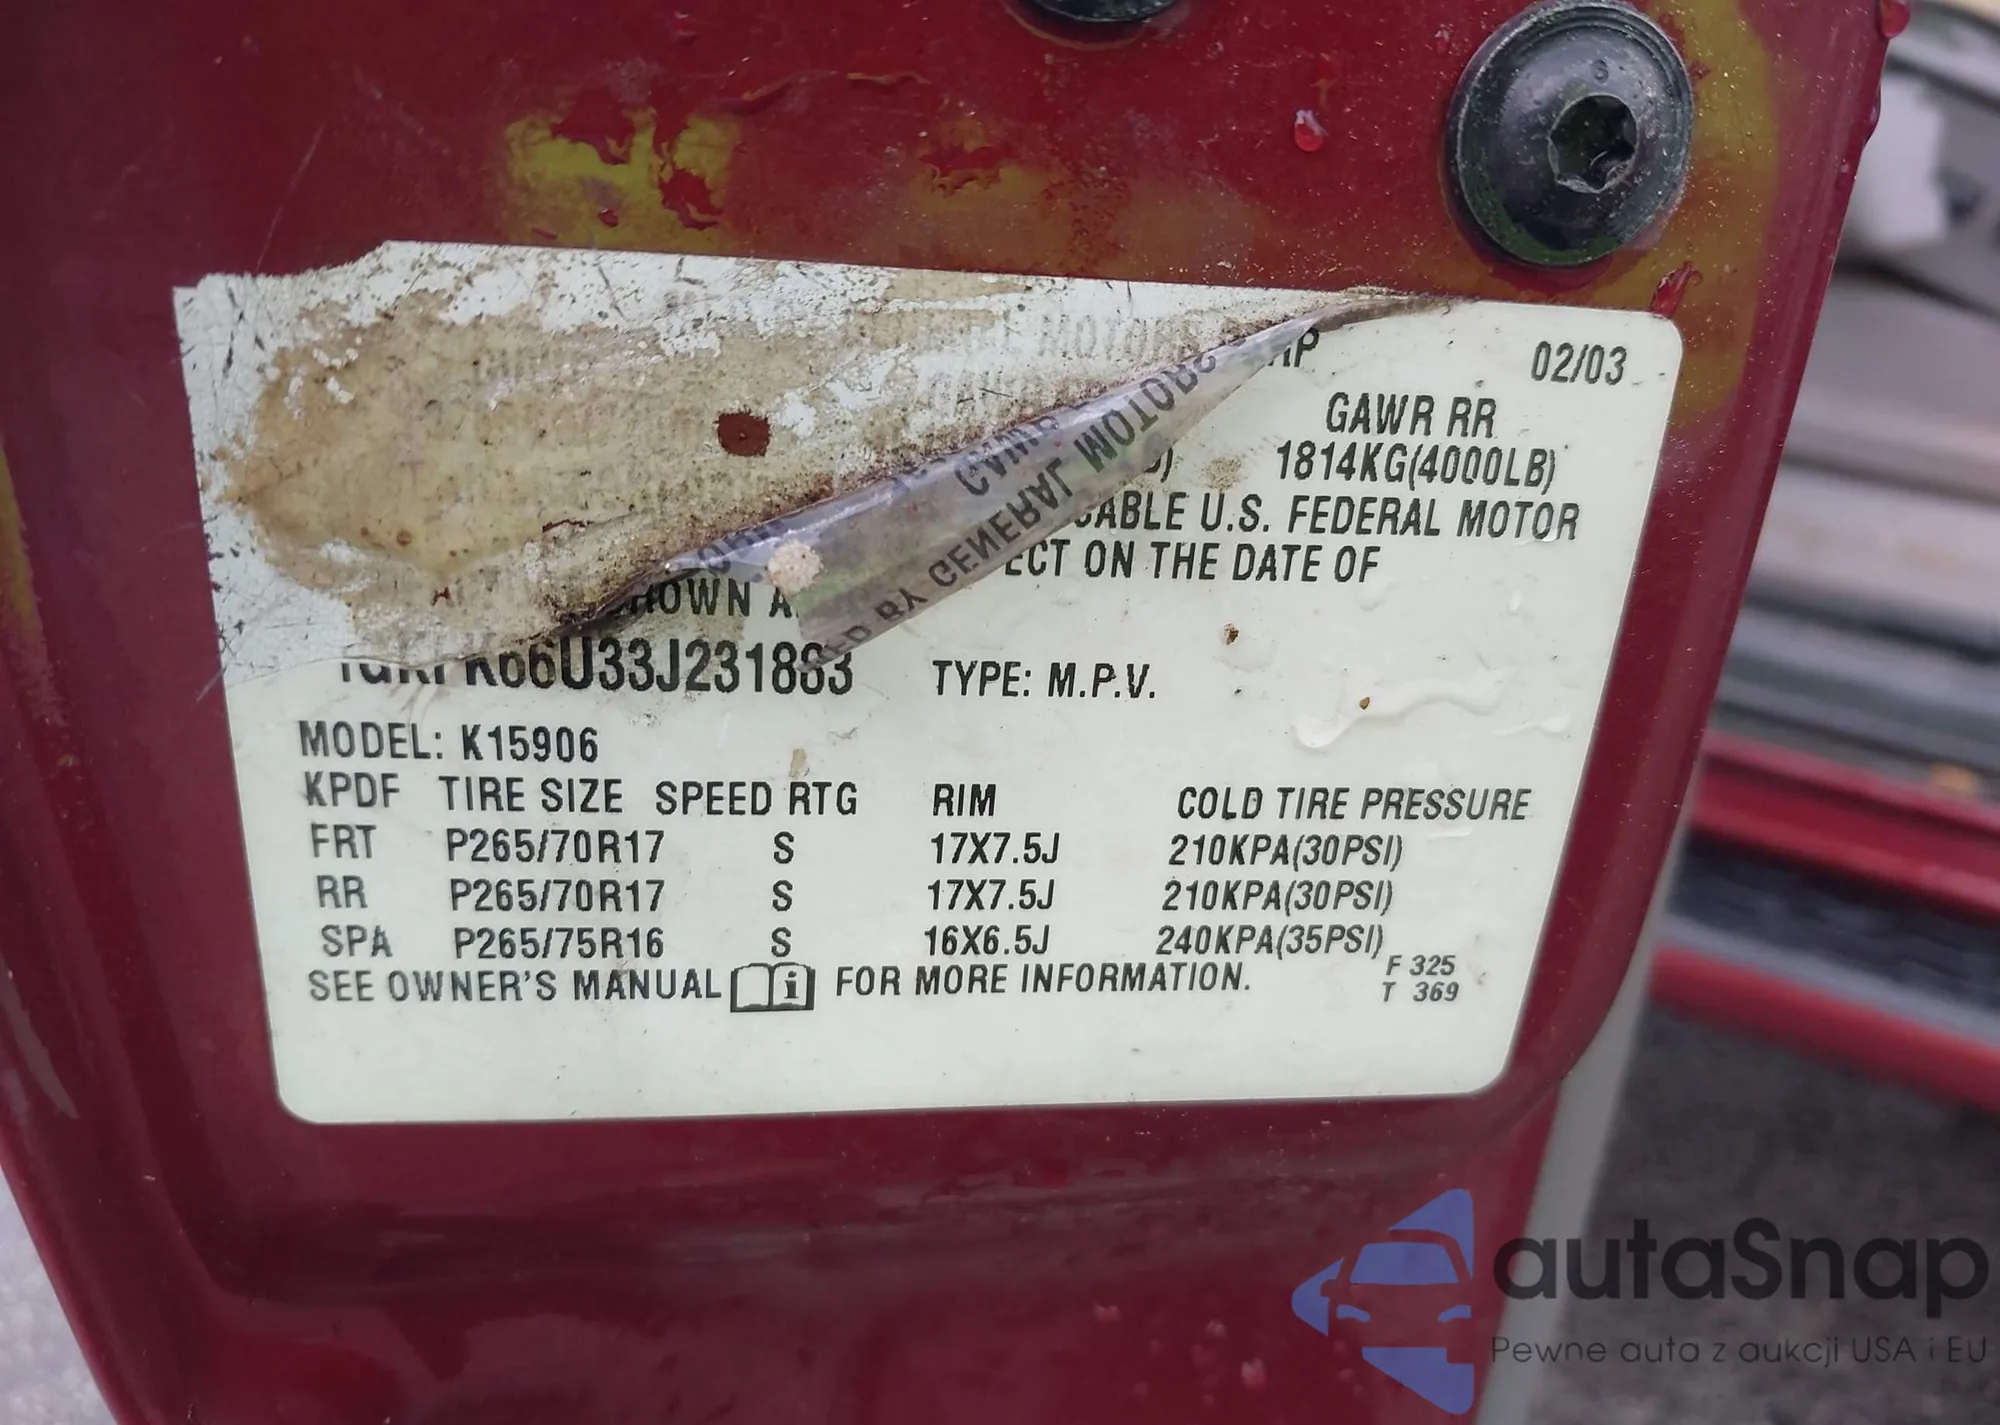 02/03
GAWR RR
1814KG(4000LB)
U.S. FEDERAL MOTOR
ON THE DATE OF
BY GENERAL MOTORS
TYPE: M.P.V.
MODEL: K15906
KPDF TIRE SIZE SPEED RTG RIM COLD TIRE PRESSURE
FRT P265/70R17 S 17X7.5J 210KPA(30PSI)
RR P265/70R17 S 17X7.5J 210KPA(30PSI)
SPA P265/75R16 S 16X6.5J 240KPA(35PSI)
SEE OWNER'S MANUAL FOR MORE INFORMATION.
F 325
T 369
autaSnap
Pewne auta z aukcji USA i EU